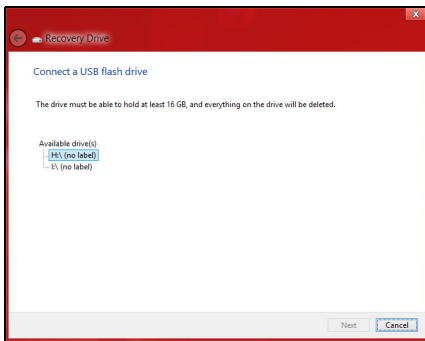 Recovery Drive
Connect a USB flash drive
The drive must be able to hold at least 16 GB, and everything on the drive will be deleted.
Available drive(s)
H:\ (no label)
I:\ (no label)
Next
Cancel